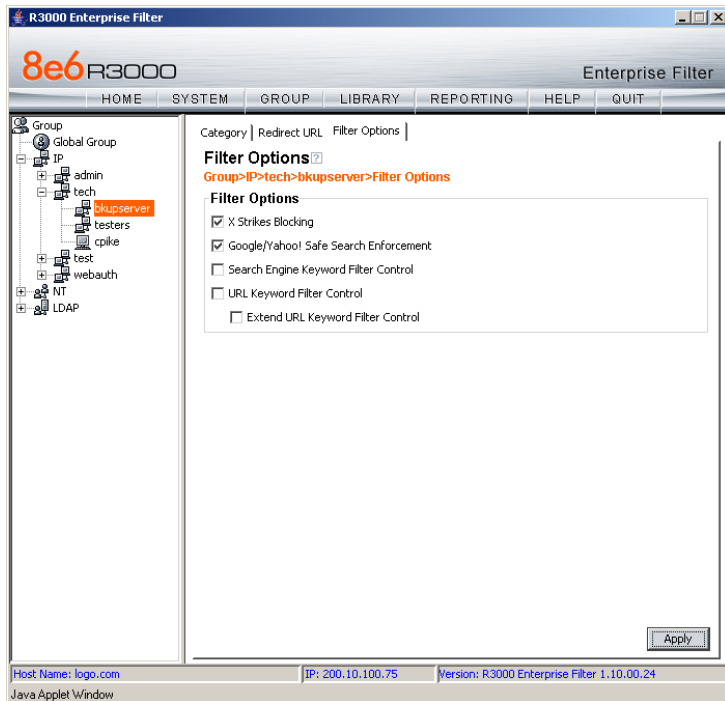 R3000 Enterprise Filter
8e6 R3000
Enterprise Filter
HOME SYSTEM GROUP LIBRARY REPORTING HELP QUIT
Group
Global Group
IP
admin
tech
bkupserver
testers
cpike
test
webauth
NT
LDAP
Category Redirect URL Filter Options
Filter Options ?
Group>IP>tech>bkupserver>Filter Options
Filter Options
X Strikes Blocking
Google/Yahoo! Safe Search Enforcement
Search Engine Keyword Filter Control
URL Keyword Filter Control
Extend URL Keyword Filter Control
Apply
Host Name: logo.com IP: 200.10.100.75 Version: R3000 Enterprise Filter 1.10.00.24
Java Applet Window